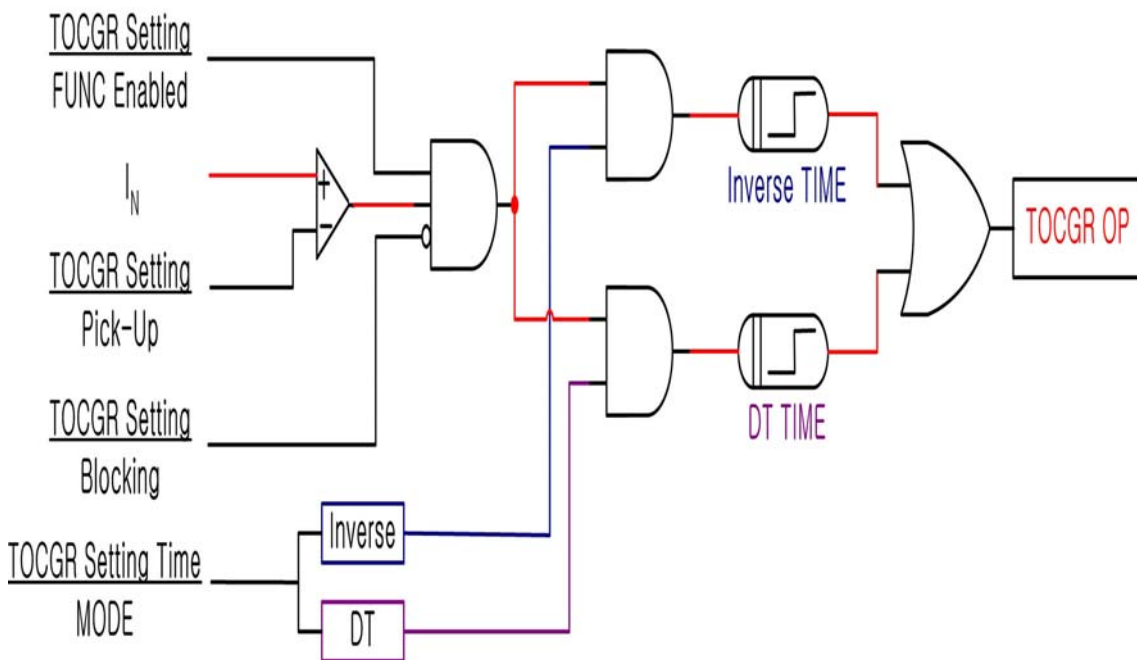 TOCGR Setting
FUNC Enabled
I_N
+
−
TOCGR Setting
Pick-Up
TOCGR Setting
Blocking
TOCGR Setting Time
MODE
Inverse
DT
Inverse TIME
DT TIME
TOCGR OP